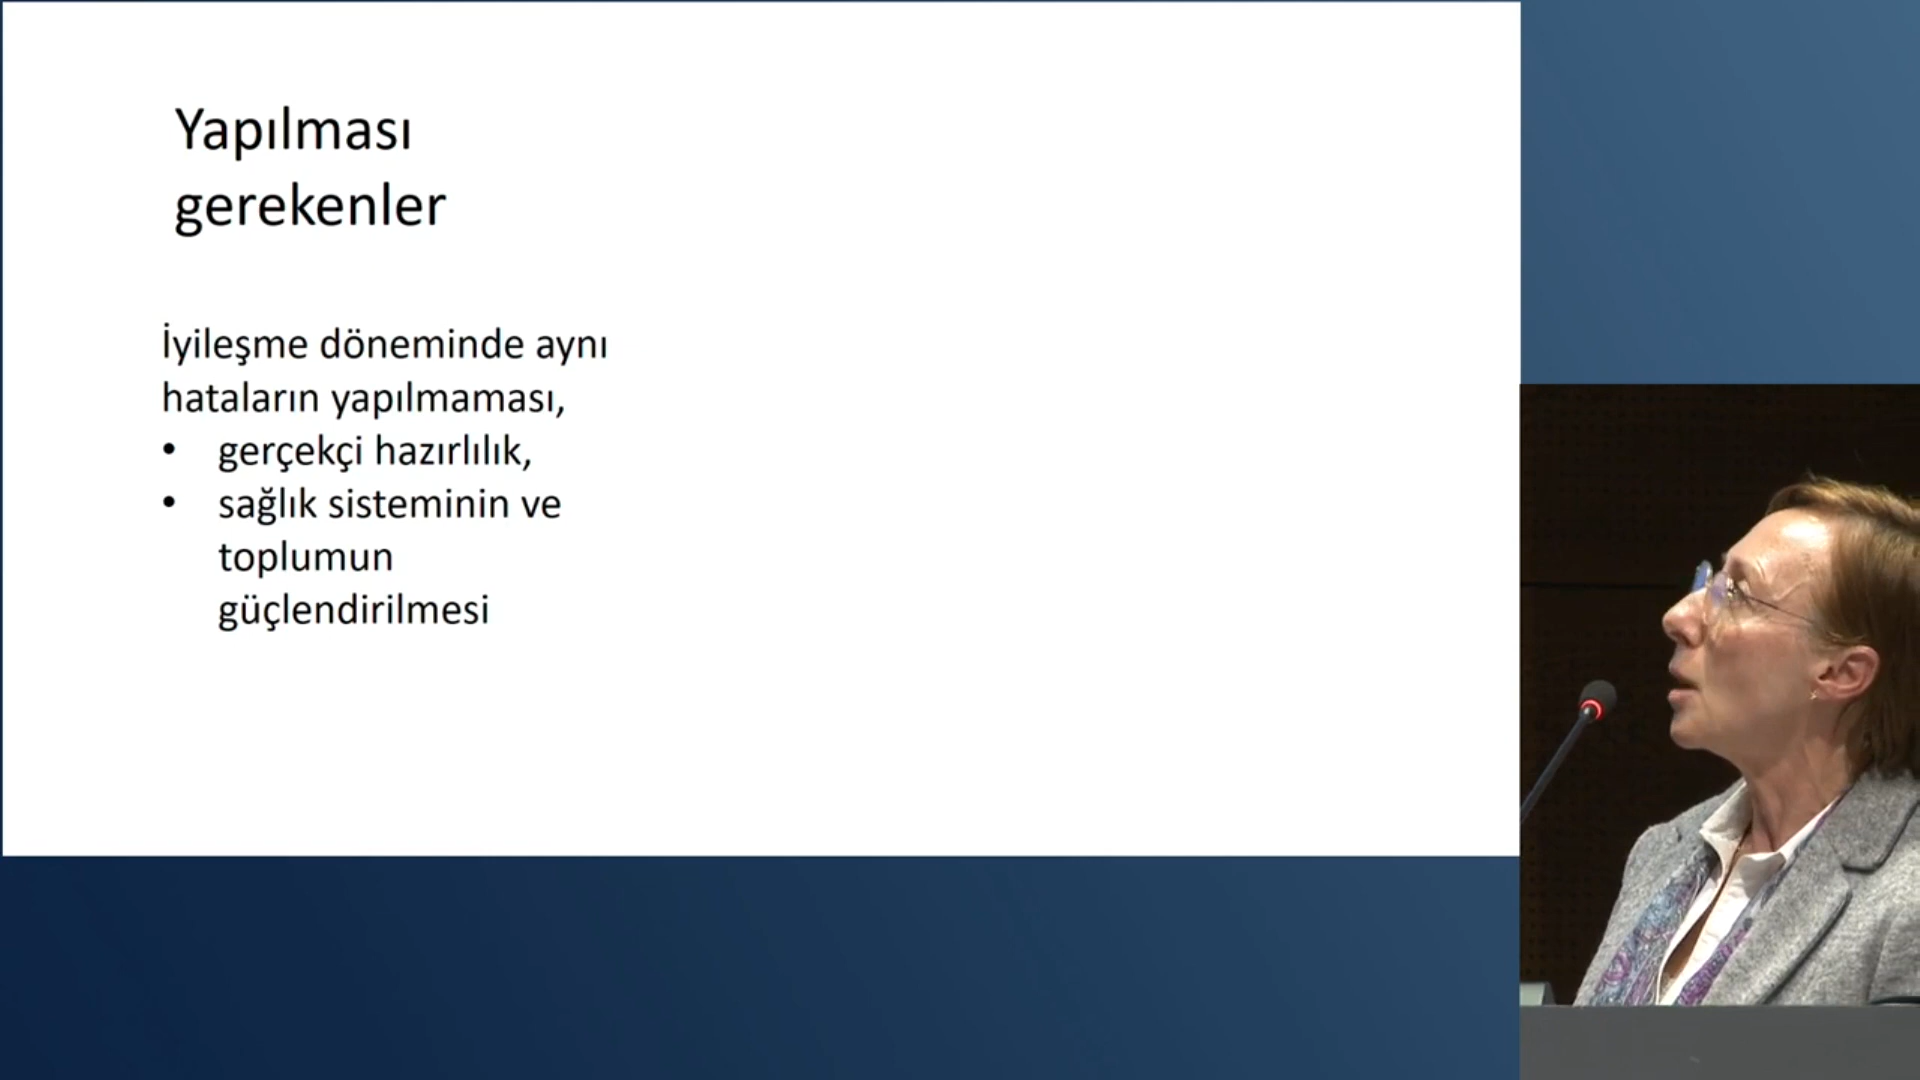 Yapılması
gerekenler
İyileşme döneminde aynı
hataların yapılmaması,
• gerçekçi hazırlılık,
• sağlık sisteminin ve
toplumun
güçlendirilmesi